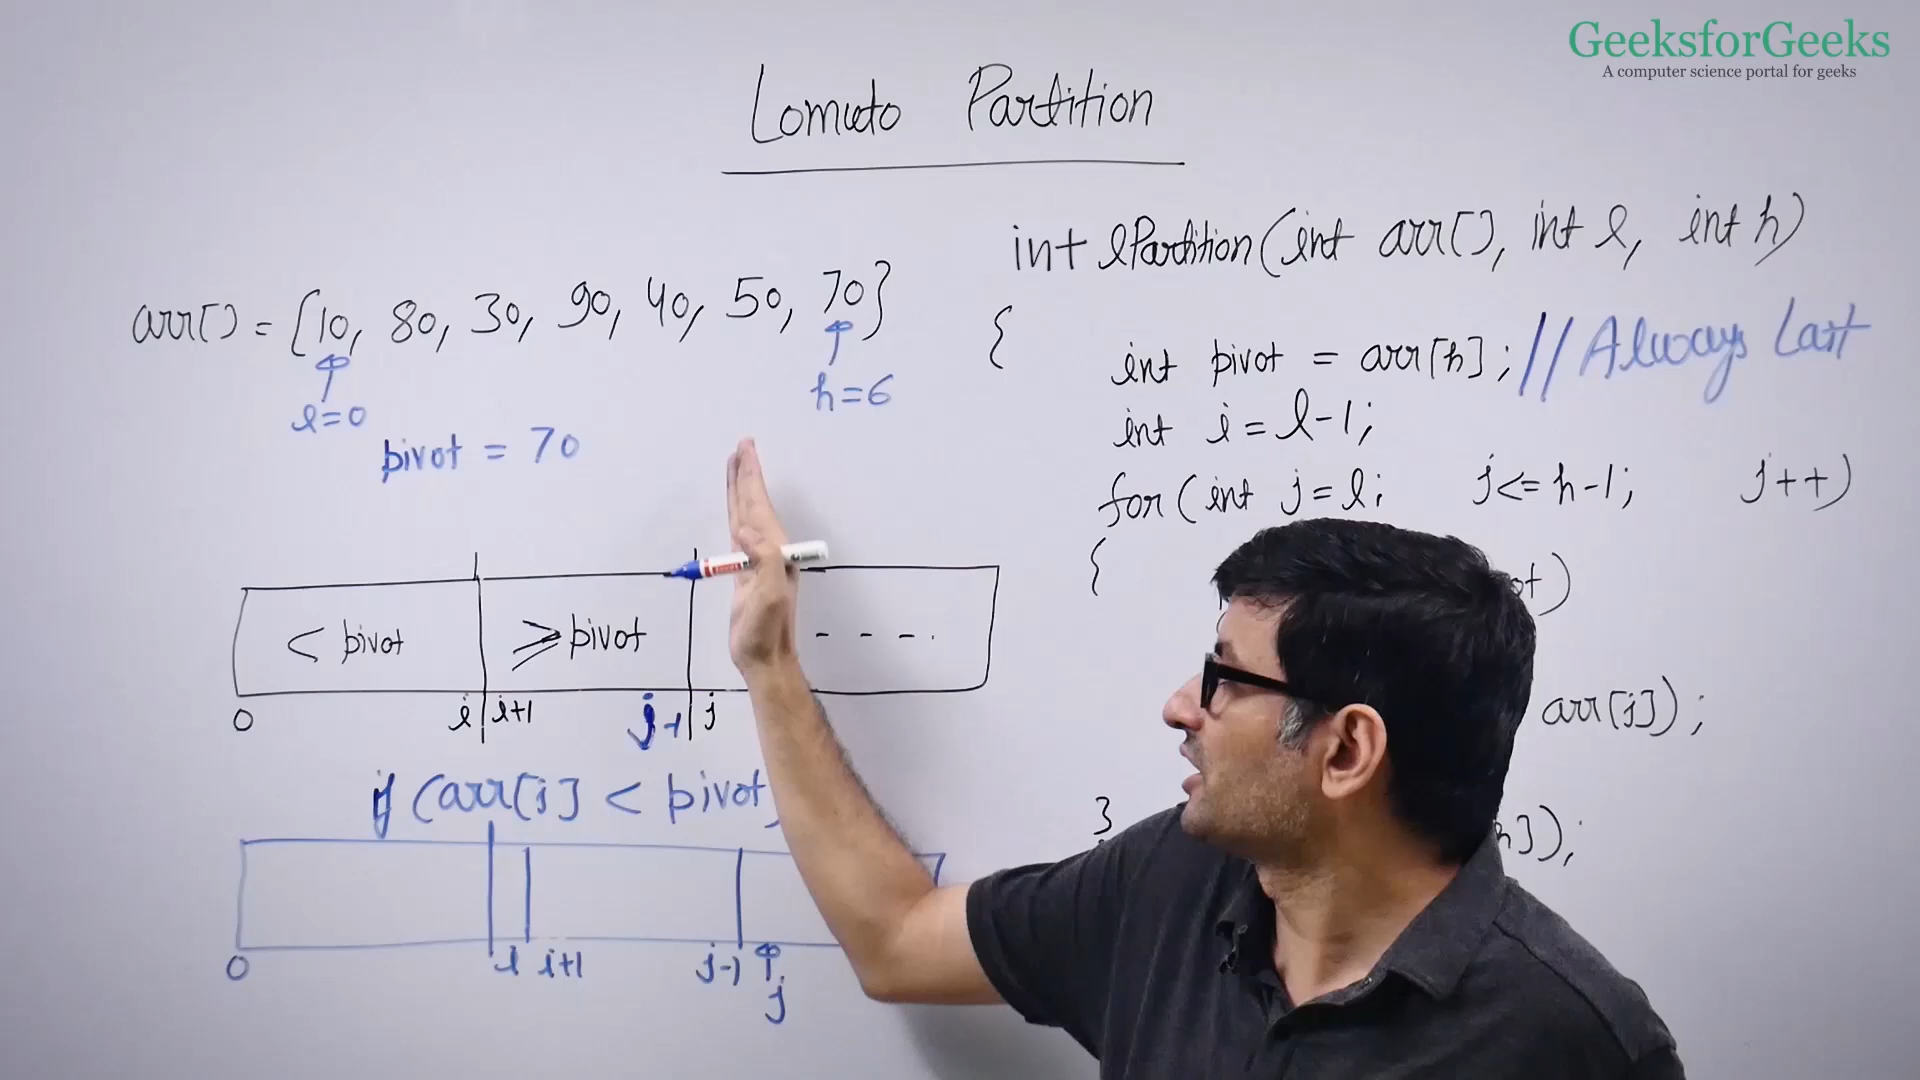 GeeksforGeeks
A computer science portal for geeks
Lomuto Partition
arr[] = {10, 80, 30, 90, 40, 50, 70}
l=0
h=6
pivot = 70
< pivot
≥ pivot
- - - .
0 i i+1 j-1 j
if (arr[j] < pivot)
0 i i+1 j-1 j
int lPartition(int arr[], int l, int h)
{
int pivot = arr[h]; // Always Last
int i = l-1;
for(int j=l; j<=h-1; j++)
{
arr[j]);
}
h]);